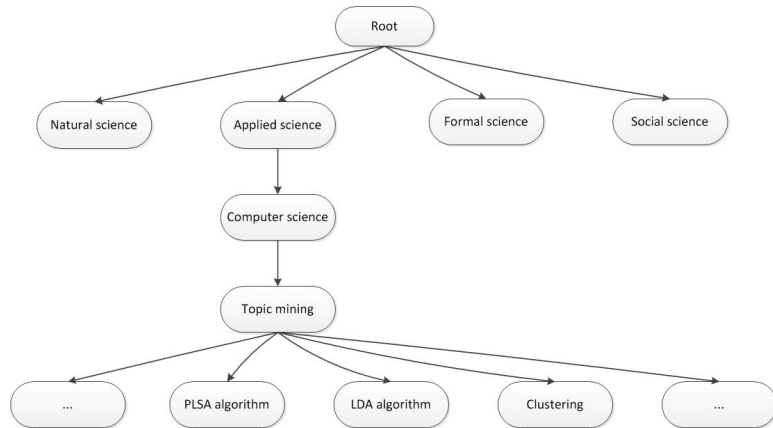 Root
Natural science
Applied science
Formal science
Social science
Computer science
Topic mining
...
PLSA algorithm
LDA algorithm
Clustering
...